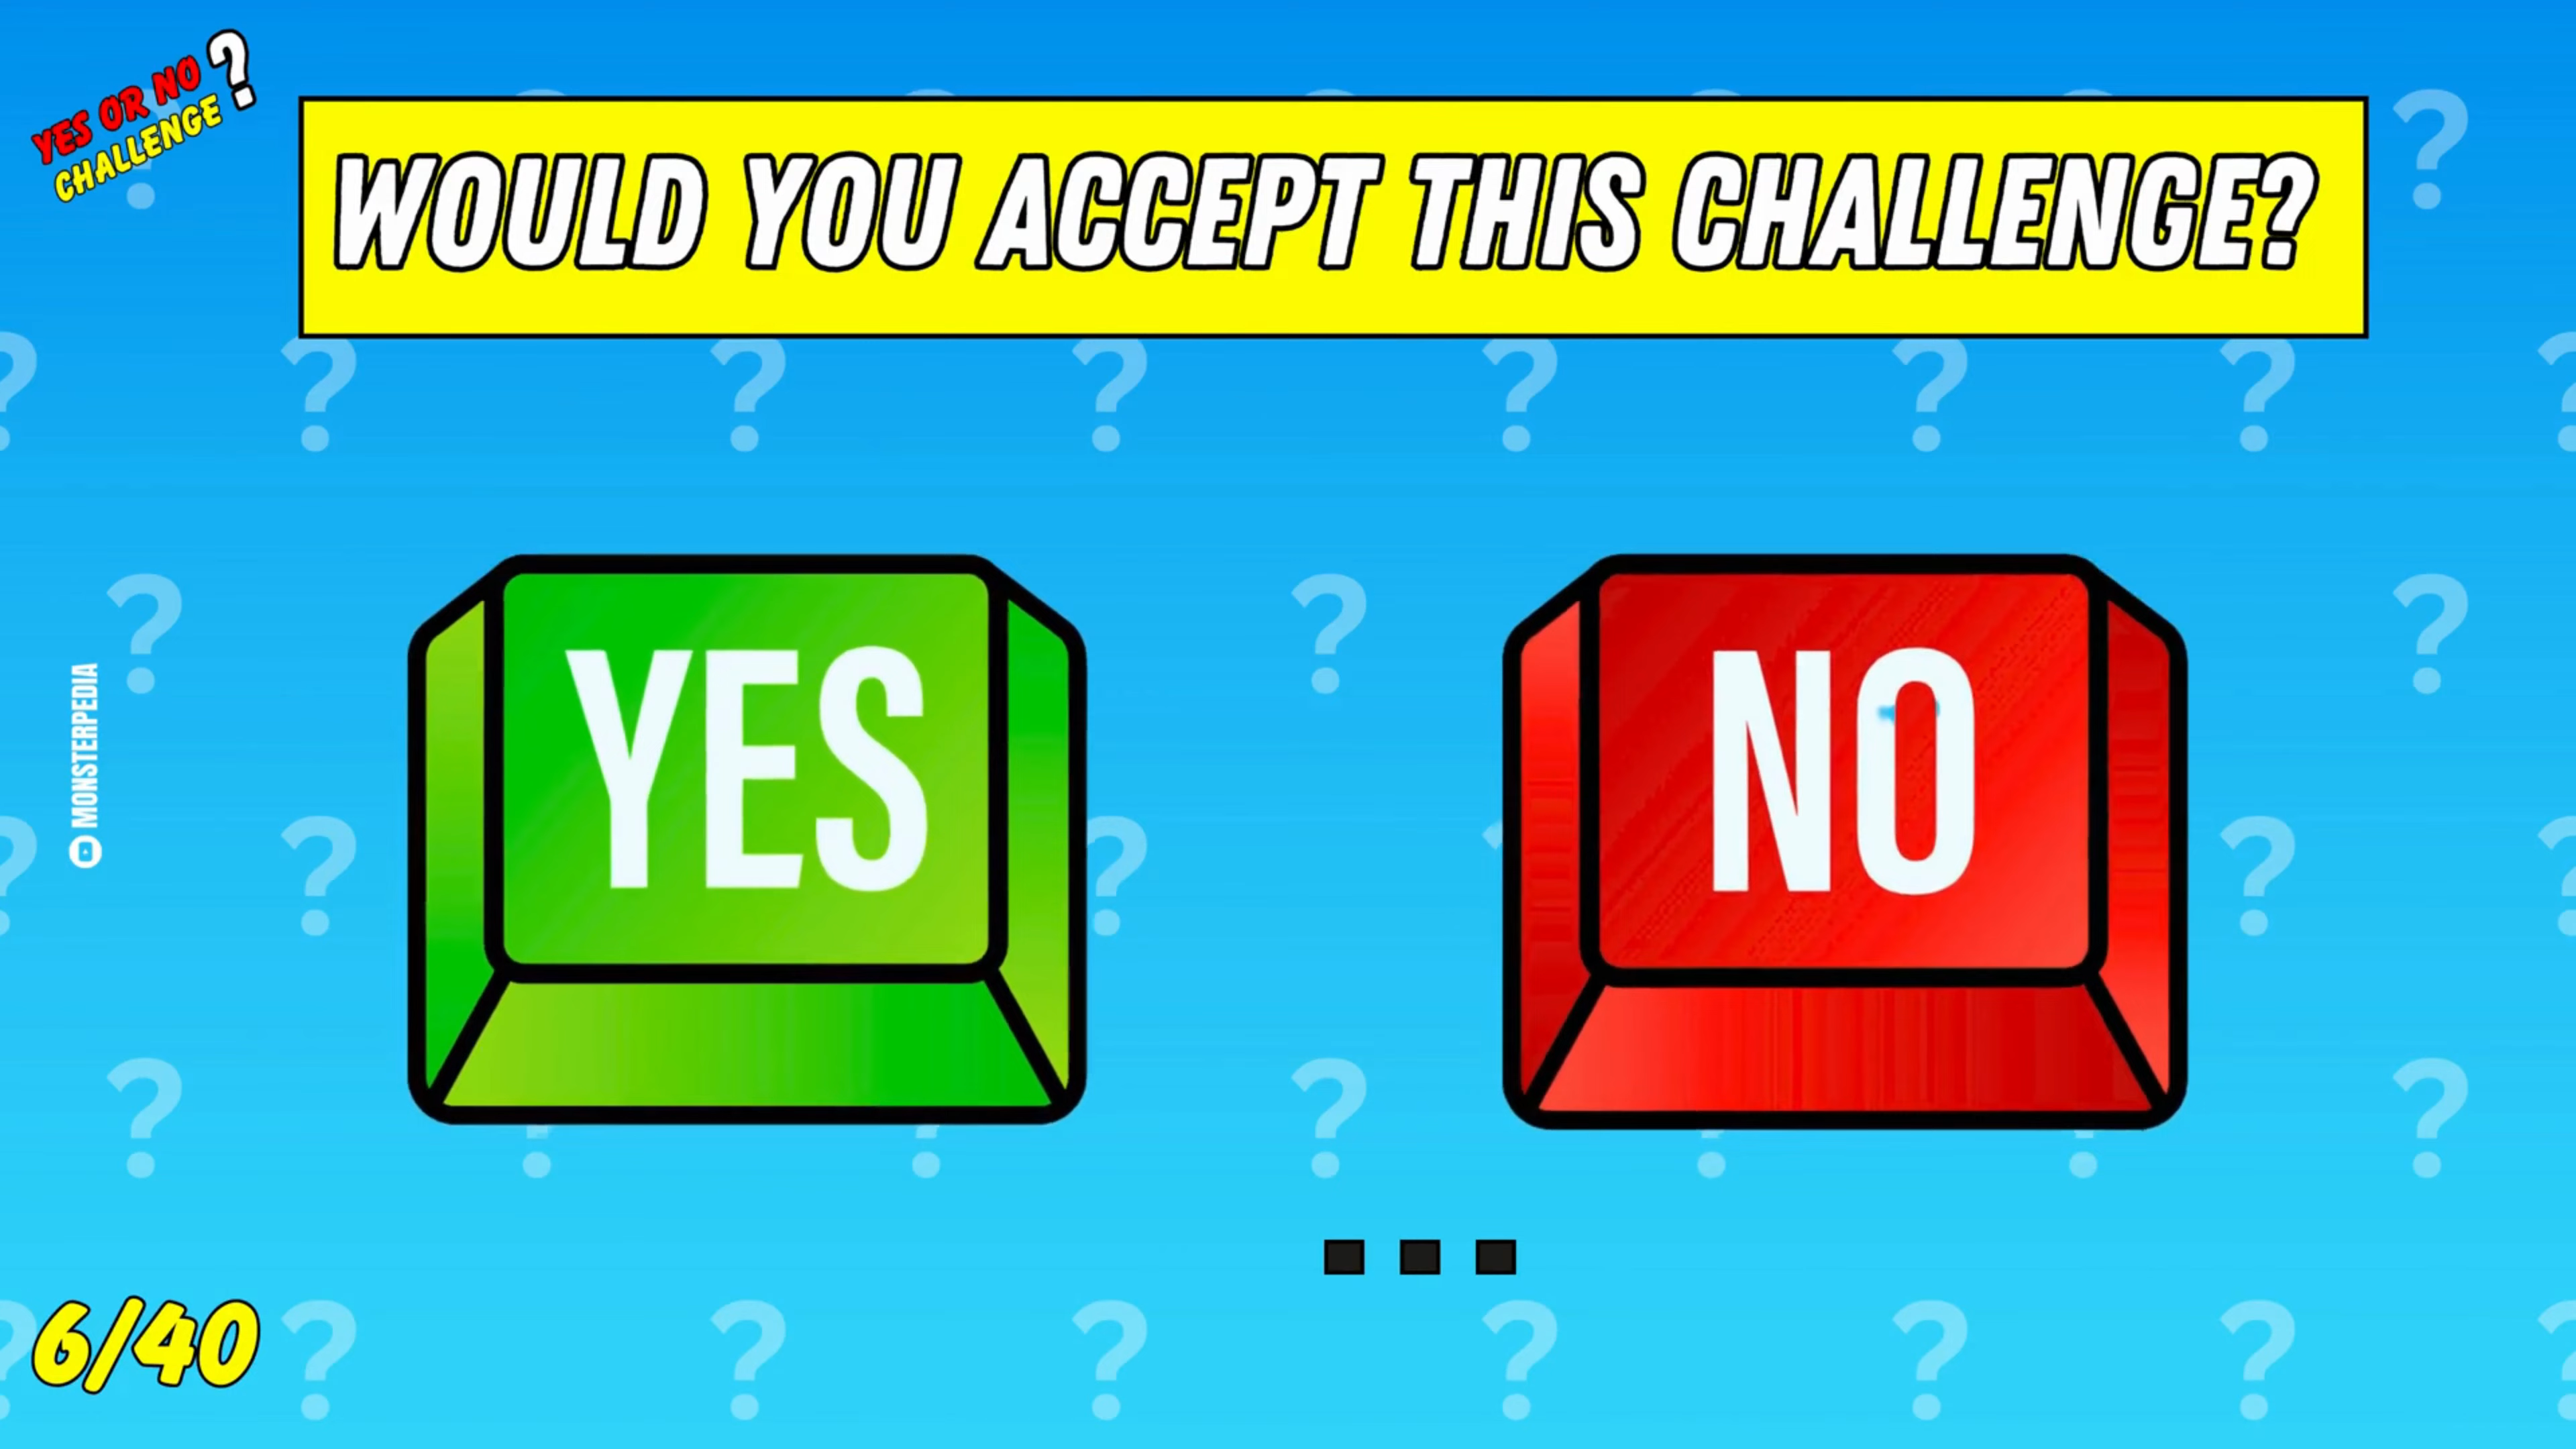 YES OR NO
CHALLENGE ?
WOULD YOU ACCEPT THIS CHALLENGE?
YES
NO
MONSTERPEDIA
6/40